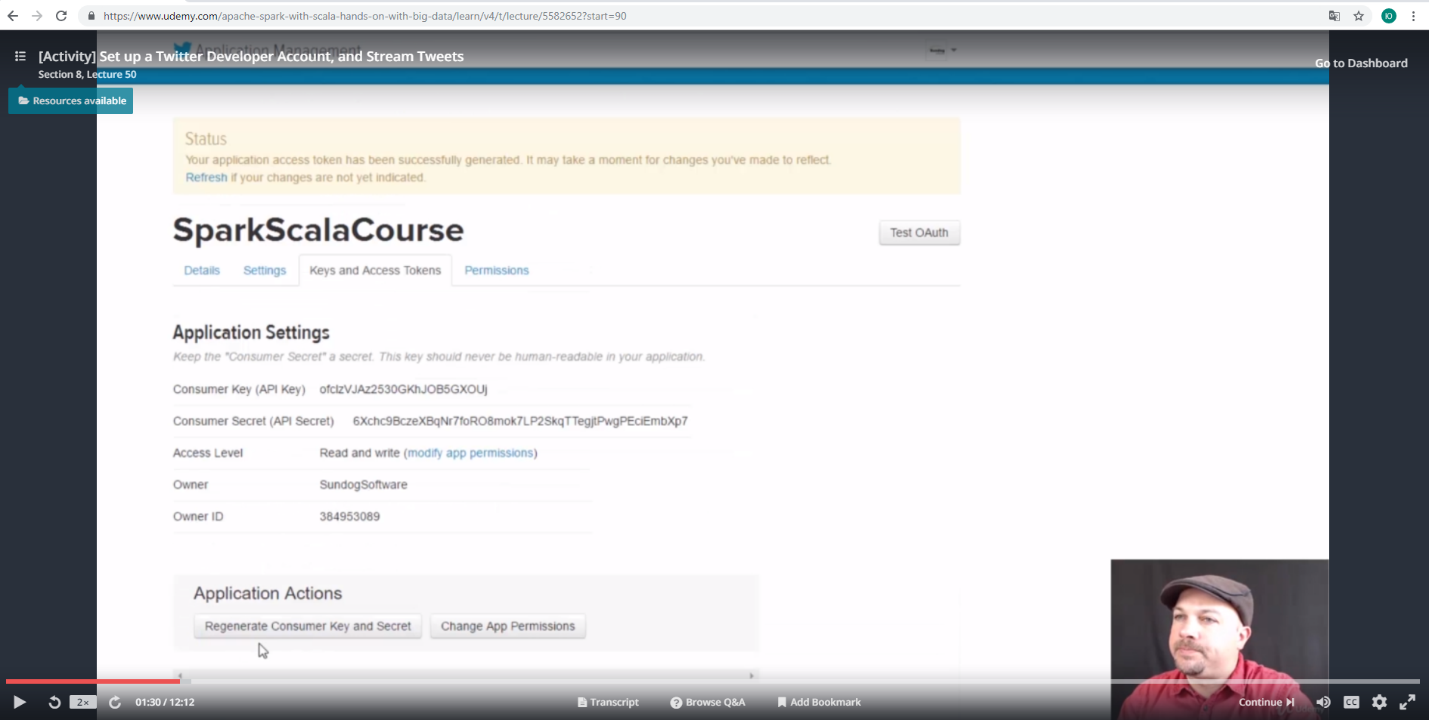 https://www.udemy.com/apache-spark-with-scala-hands-on-with-big-data/learn/v4/t/lecture/5582652?start=90
IO
Application Management
[Activity] Set up a Twitter Developer Account, and Stream Tweets
Section 8, Lecture 50
Go to Dashboard
Resources available
Status
Your application access token has been successfully generated. It may take a moment for changes you've made to reflect.
Refresh if your changes are not yet indicated.
SparkScalaCourse
Test OAuth
Details Settings Keys and Access Tokens Permissions
Application Settings
Keep the "Consumer Secret" a secret. This key should never be human-readable in your application.
Consumer Key (API Key) ofclzVJAz2530GKhJOB5GXOUj
Consumer Secret (API Secret) 6Xchc9BczeXBqNr7foRO8mok7LP2SkqTTegjtPwgPEciEmbXp7
Access Level Read and write (modify app permissions)
Owner SundogSoftware
Owner ID 384953089
Application Actions
Regenerate Consumer Key and Secret Change App Permissions
2× 01:30 / 12:12 Transcript Browse Q&A Add Bookmark Continue CC